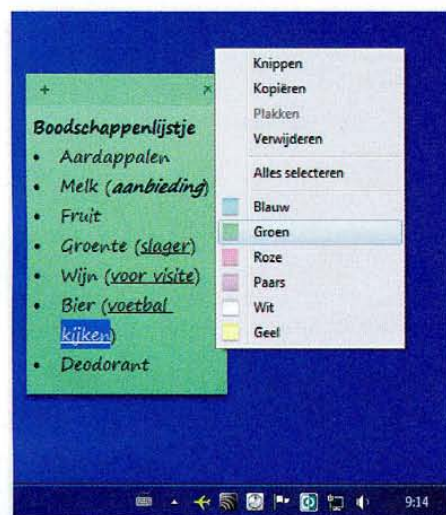 Boodschappenlijstje
• Aardappalen
• Melk (aanbieding)
• Fruit
• Groente (slager)
• Wijn (voor visite)
• Bier (voetbal
kijken)
• Deodorant
Knippen
Kopiëren
Plakken
Verwijderen
Alles selecteren
Blauw
Groen
Roze
Paars
Wit
Geel
9:14